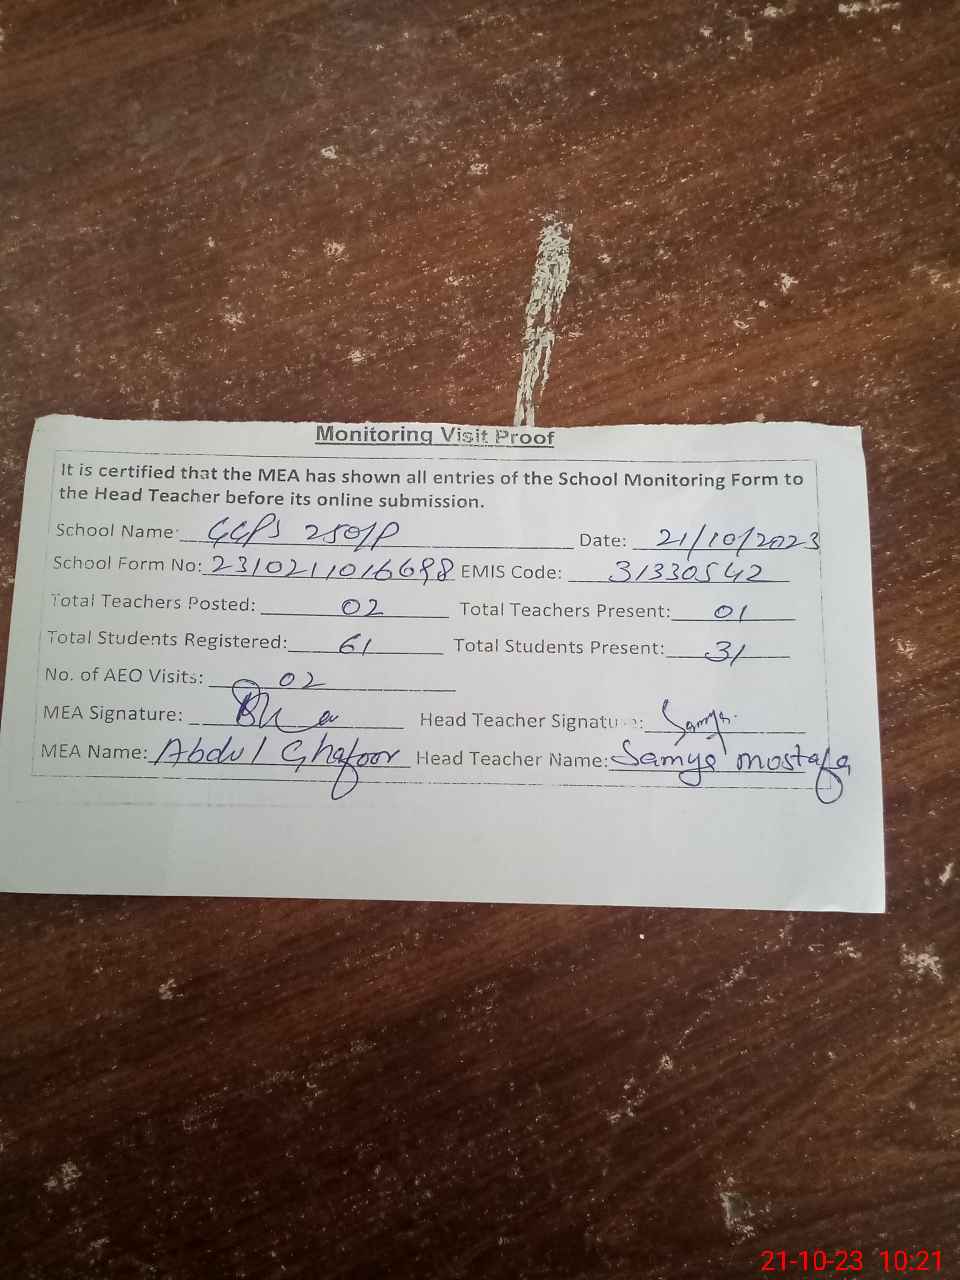 Monitoring Visit Proof
It is certified that the MEA has shown all entries of the School Monitoring Form to
the Head Teacher before its online submission.
School Name: GGPS 250/P Date: 21/10/2023
School Form No: 2310211016698 EMIS Code: 31330542
Total Teachers Posted: 02 Total Teachers Present: 01
Total Students Registered: 61 Total Students Present: 31
No. of AEO Visits: 02
MEA Signature: Head Teacher Signature: Samya
MEA Name: Abdul Ghafoor Head Teacher Name: Samya mostafa
21-10-23 10:21